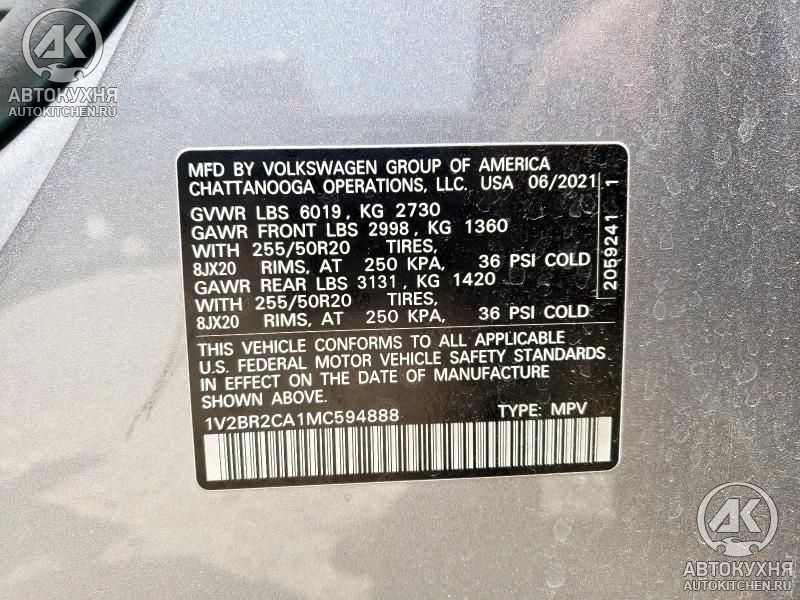 AK
АВТОКУХНЯ
AUTOKITCHEN.RU
MFD BY VOLKSWAGEN GROUP OF AMERICA
CHATTANOOGA OPERATIONS, LLC. USA 06/2021
GVWR LBS 6019, KG 2730
GAWR FRONT LBS 2998, KG 1360
WITH 255/50R20 TIRES,
8JX20 RIMS, AT 250 KPA, 36 PSI COLD
GAWR REAR LBS 3131, KG 1420
WITH 255/50R20 TIRES,
8JX20 RIMS, AT 250 KPA, 36 PSI COLD
2059241 1
THIS VEHICLE CONFORMS TO ALL APPLICABLE
U.S. FEDERAL MOTOR VEHICLE SAFETY STANDARDS
IN EFFECT ON THE DATE OF MANUFACTURE
SHOWN ABOVE.
1V2BR2CA1MC594888 TYPE: MPV
AK
АВТОКУХНЯ
AUTOKITCHEN.RU